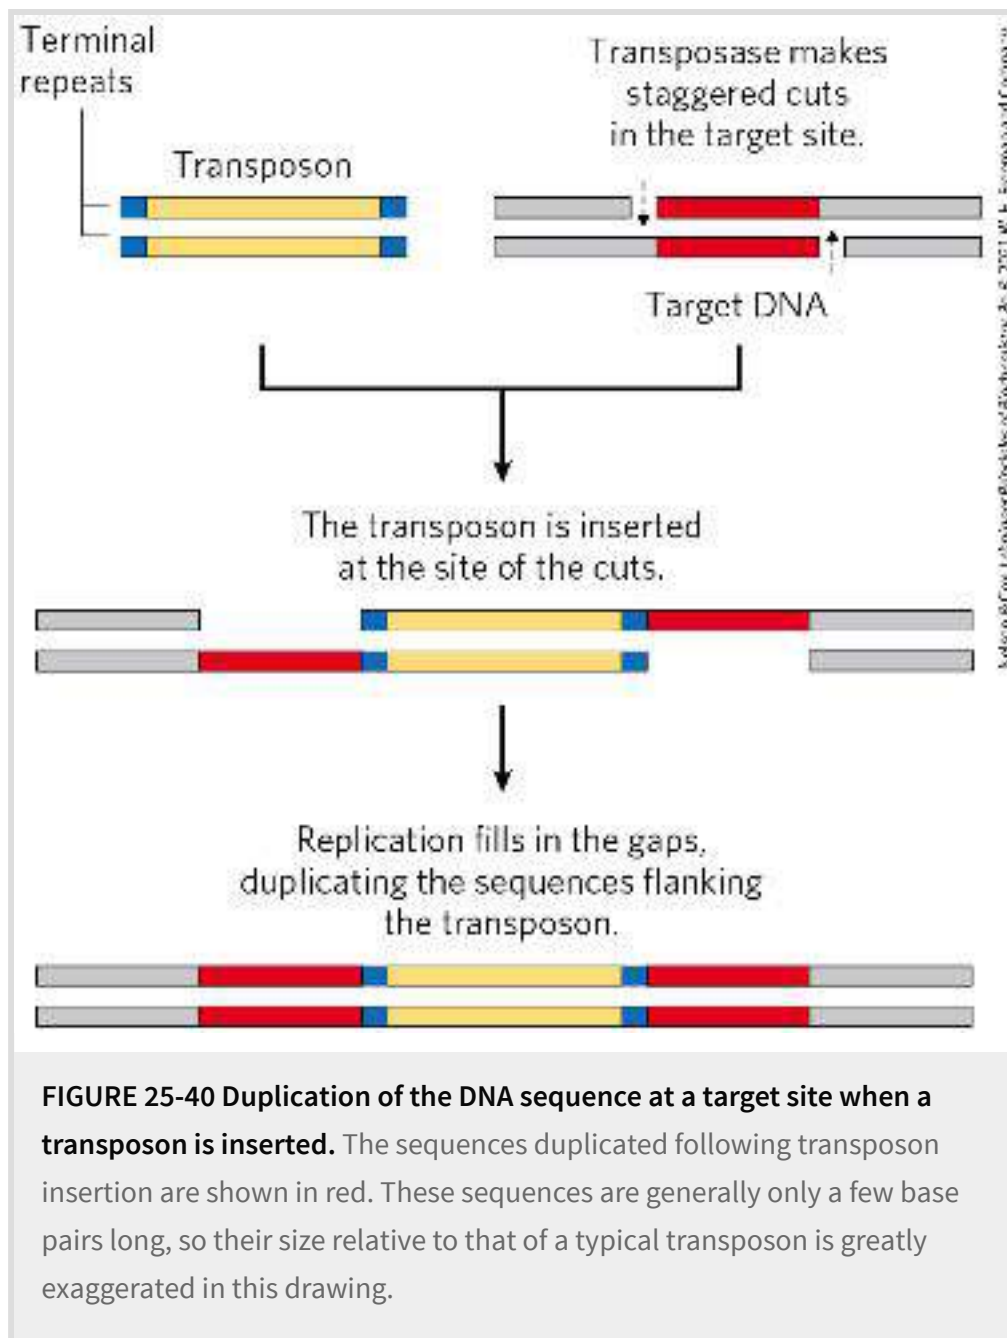 Terminal
repeats
Transposon
Transposase makes
staggered cuts
in the target site.
Target DNA
The transposon is inserted
at the site of the cuts.
Replication fills in the gaps,
duplicating the sequences flanking
the transposon.
FIGURE 25-40 Duplication of the DNA sequence at a target site when a
transposon is inserted. The sequences duplicated following transposon
insertion are shown in red. These sequences are generally only a few base
pairs long, so their size relative to that of a typical transposon is greatly
exaggerated in this drawing.